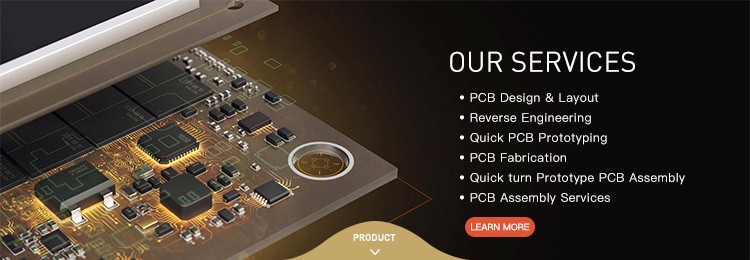 OUR SERVICES
• PCB Design & Layout
• Reverse Engineering
• Quick PCB Prototyping
• PCB Fabrication
• Quick turn Prototype PCB Assembly
• PCB Assembly Services
LEARN MORE
PRODUCT